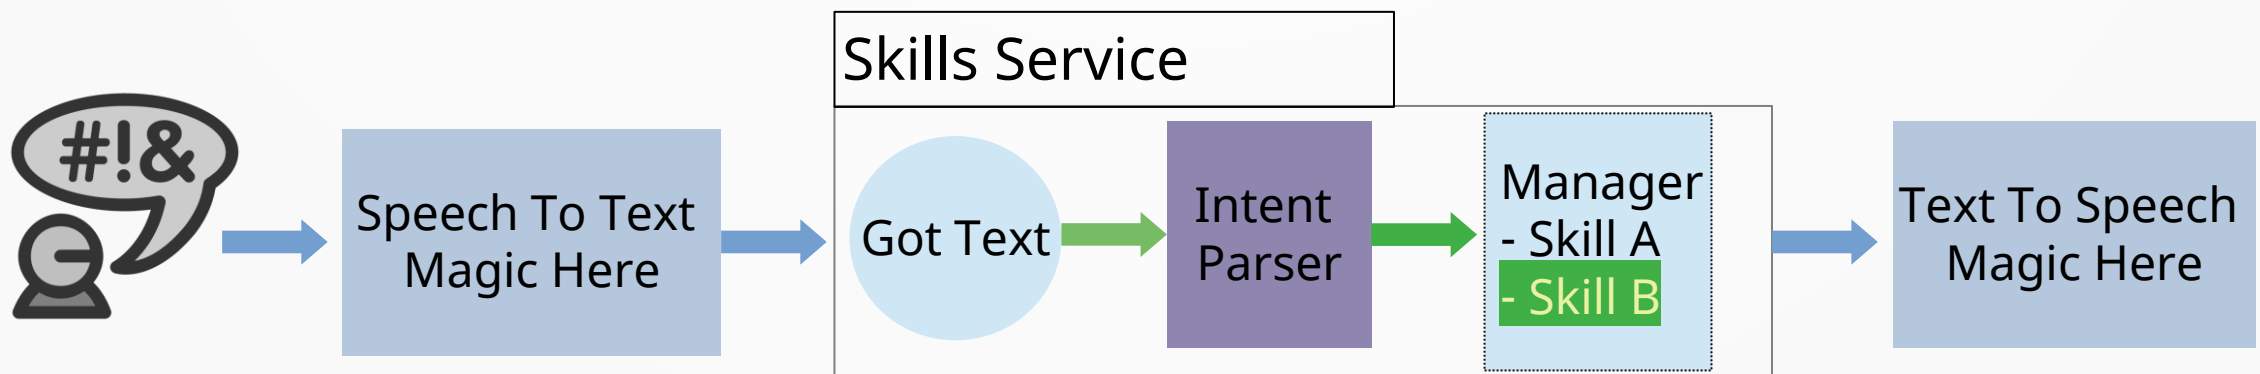 Skills Service
#!&
Speech To Text
Magic Here
Got Text
Intent
Parser
Manager
- Skill A
- Skill B
Text To Speech
Magic Here